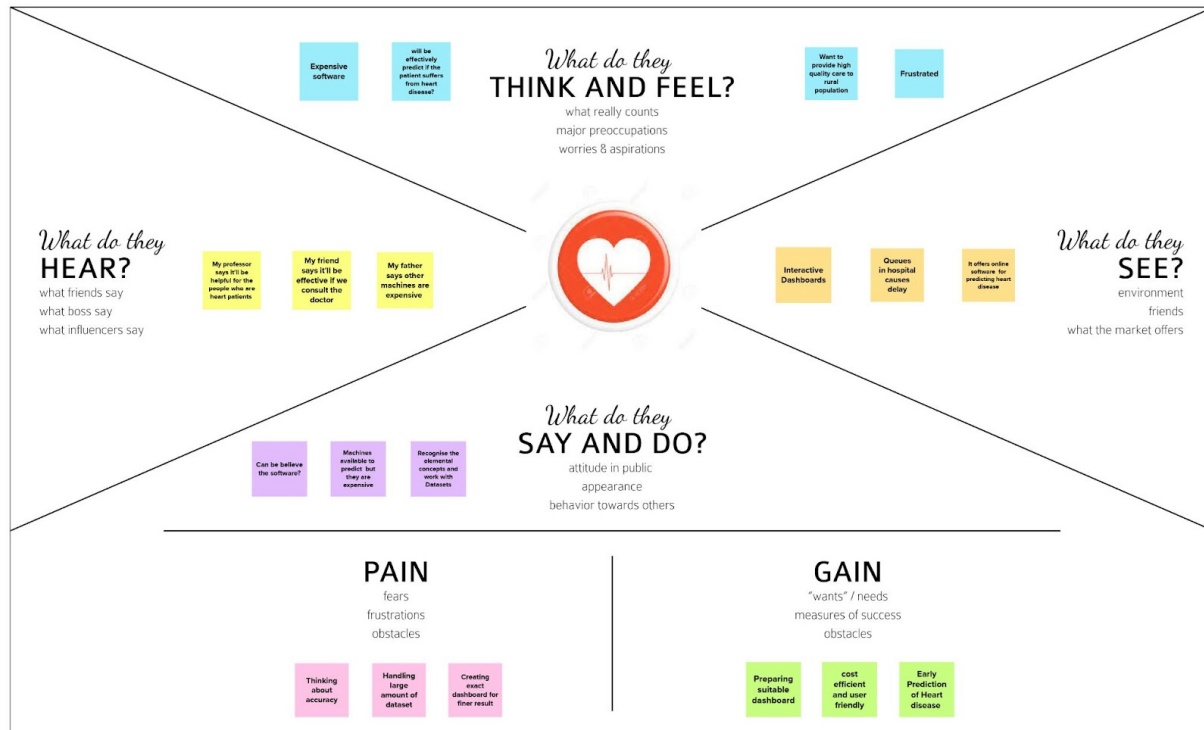 What do they
THINK AND FEEL?
what really counts
major preoccupations
worries & aspirations
Expensive
software
will be
effectively
predict if the
patient suffers
from heart
disease?
Want to
provide high
quality care to
rural
population
Frustrated
What do they
HEAR?
what friends say
what boss say
what influencers say
My professor
says it'll be
helpful for the
people who are
heart patients
My friend
says it'll be
effective if we
consult the
doctor
My father
says other
machines are
expensive
Interactive
Dashboards
Queues
in hospital
causes
delay
It offers online
software for
predicting heart
disease
What do they
SEE?
environment
friends
what the market offers
What do they
SAY AND DO?
attitude in public
appearance
behavior towards others
Can be believe
the software?
Machines
available to
predict but
they are
expensive
Recognise the
elemental
concepts and
work with
Datasets
PAIN
fears
frustrations
obstacles
Thinking
about
accuracy
Handling
large
amount of
dataset
Creating
exact
dashboard for
finer result
GAIN
"wants" / needs
measures of success
obstacles
Preparing
suitable
dashboard
cost
efficient
and user
friendly
Early
Prediction
of Heart
disease